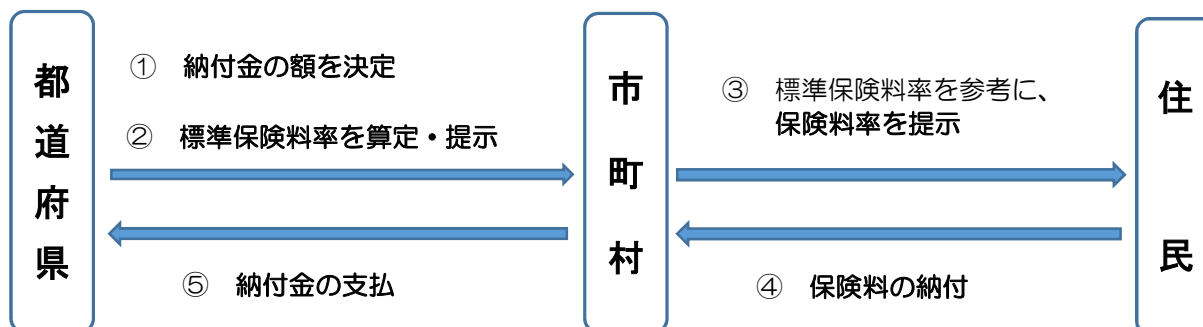 都道府県
① 納付金の額を決定
② 標準保険料率を算定・提示
⑤ 納付金の支払
市町村
③ 標準保険料率を参考に、
保険料率を提示
④ 保険料の納付
住民